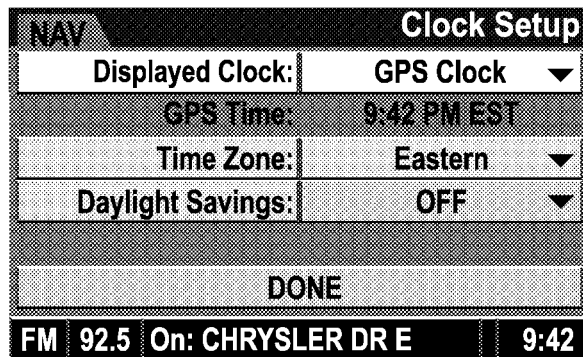 NAV Clock Setup
Displayed Clock: GPS Clock
GPS Time: 9:42 PM EST
Time Zone: Eastern
Daylight Savings: OFF
DONE
FM 92.5 On: CHRYSLER DR E 9:42